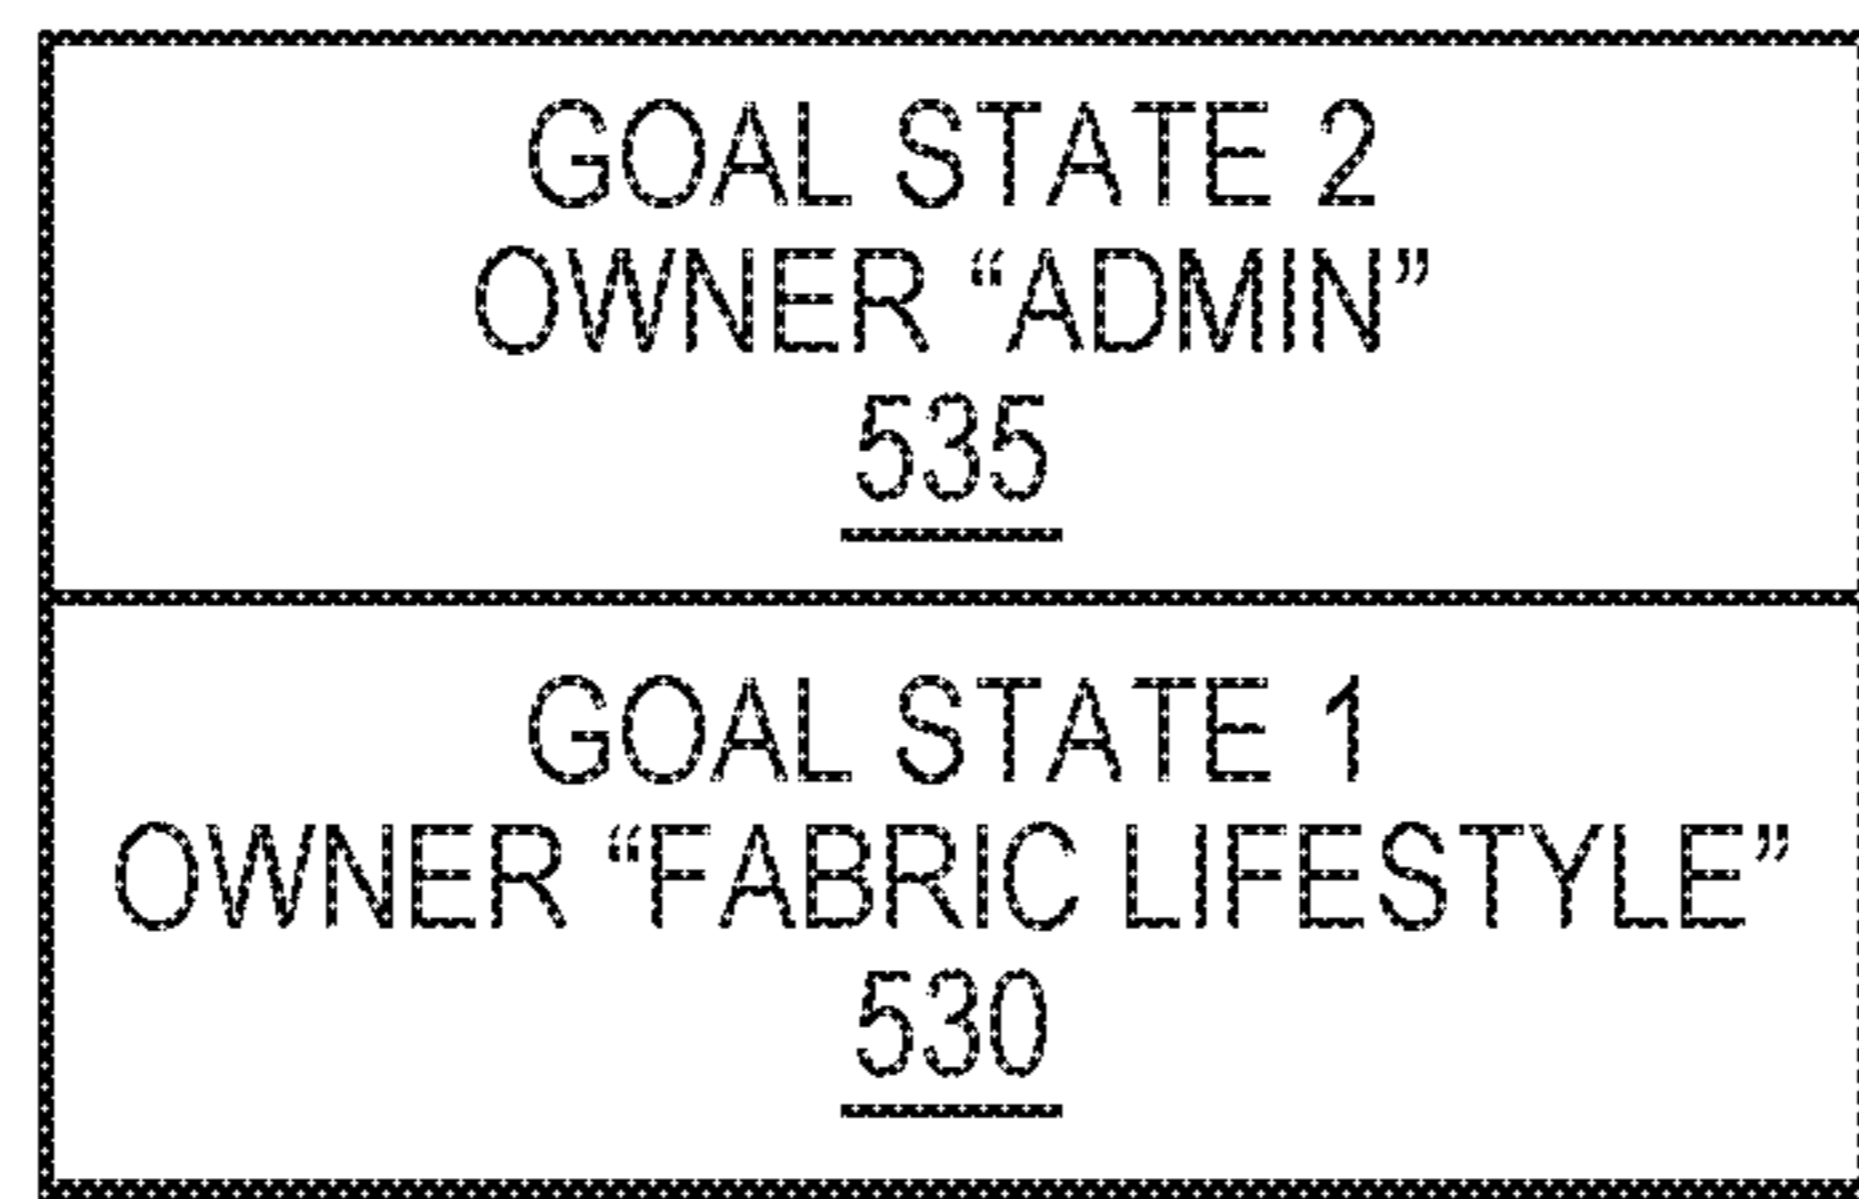 GOAL STATE 2
OWNER “ADMIN”
535
GOAL STATE 1
OWNER “FABRIC LIFESTYLE”
530